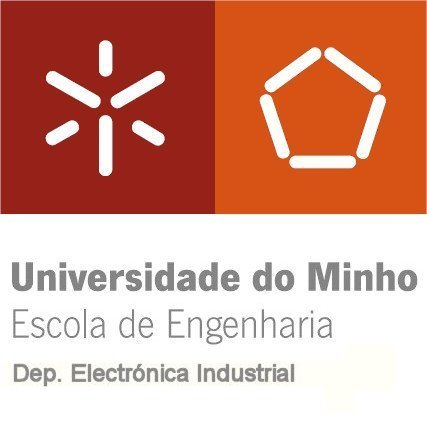 Universidade do Minho
Escola de Engenharia
Dep. Electrónica Industrial